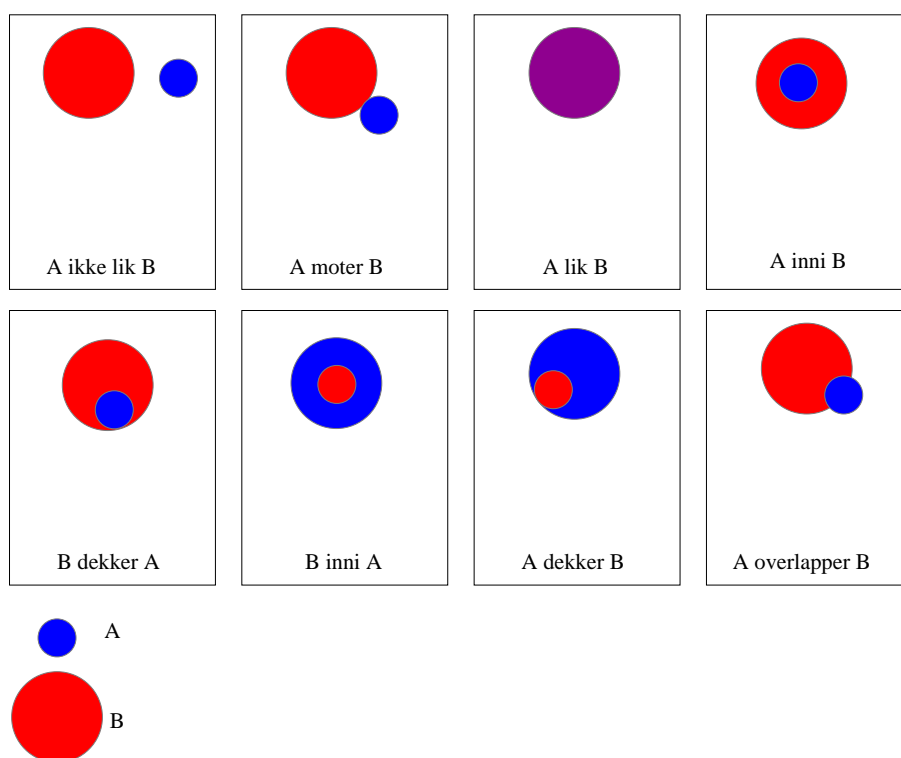 A ikke lik B
A moter B
A lik B
A inni B
B dekker A
B inni A
A dekker B
A overlapper B
A
B